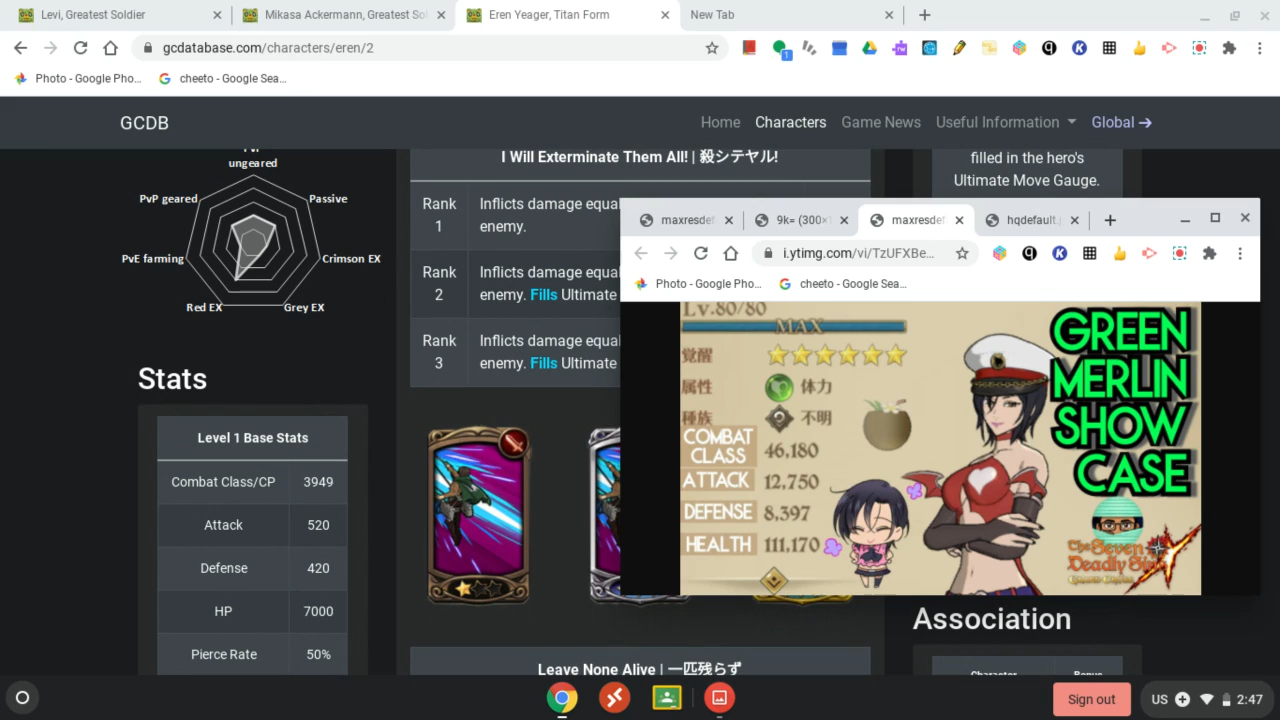 Levi, Greatest Soldier
Mikasa Ackermann, Greatest Sol
Eren Yeager, Titan Form
New Tab
gcdatabase.com/characters/eren/2
1
Photo - Google Pho...
cheeto - Google Sea...
GCDB
Home
Characters
Game News
Useful Information
Global →
ungeared
PvP geared
Passive
PvE farming
Crimson EX
Red EX
Grey EX
Stats
Level 1 Base Stats
Combat Class/CP 3949
Attack 520
Defense 420
HP 7000
Pierce Rate 50%
I Will Exterminate Them All! | 殺シテヤル!
Rank 1
Inflicts damage equal
enemy.
Rank 2
Inflicts damage equal
enemy. Fills Ultimate
Rank 3
Inflicts damage equal
enemy. Fills Ultimate
Leave None Alive | 一匹残らず
filled in the hero's
Ultimate Move Gauge.
maxresdef
9k= (300×1
maxresdef
hqdefault.j
i.ytimg.com/vi/TzUFXBe...
Photo - Google Pho...
cheeto - Google Sea...
Lv.80/80
MAX
覚醒
属性 体力
種族 不明
COMBAT
CLASS 46,180
ATTACK 12,750
DEFENSE 8,397
HEALTH 111,170
GREEN
MERLIN
SHOW
CASE
The Seven
Deadly Sins
Association
Character
Bonus
Sign out
US
2:47